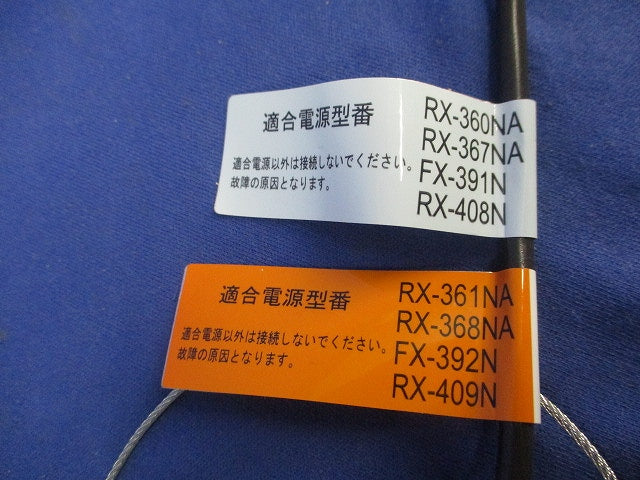 適合電源型番
適合電源以外は接続しないでください。
故障の原因となります。
RX-360NA
RX-367NA
FX-391N
RX-408N
適合電源型番
適合電源以外は接続しないでください。
故障の原因となります。
RX-361NA
RX-368NA
FX-392N
RX-409N